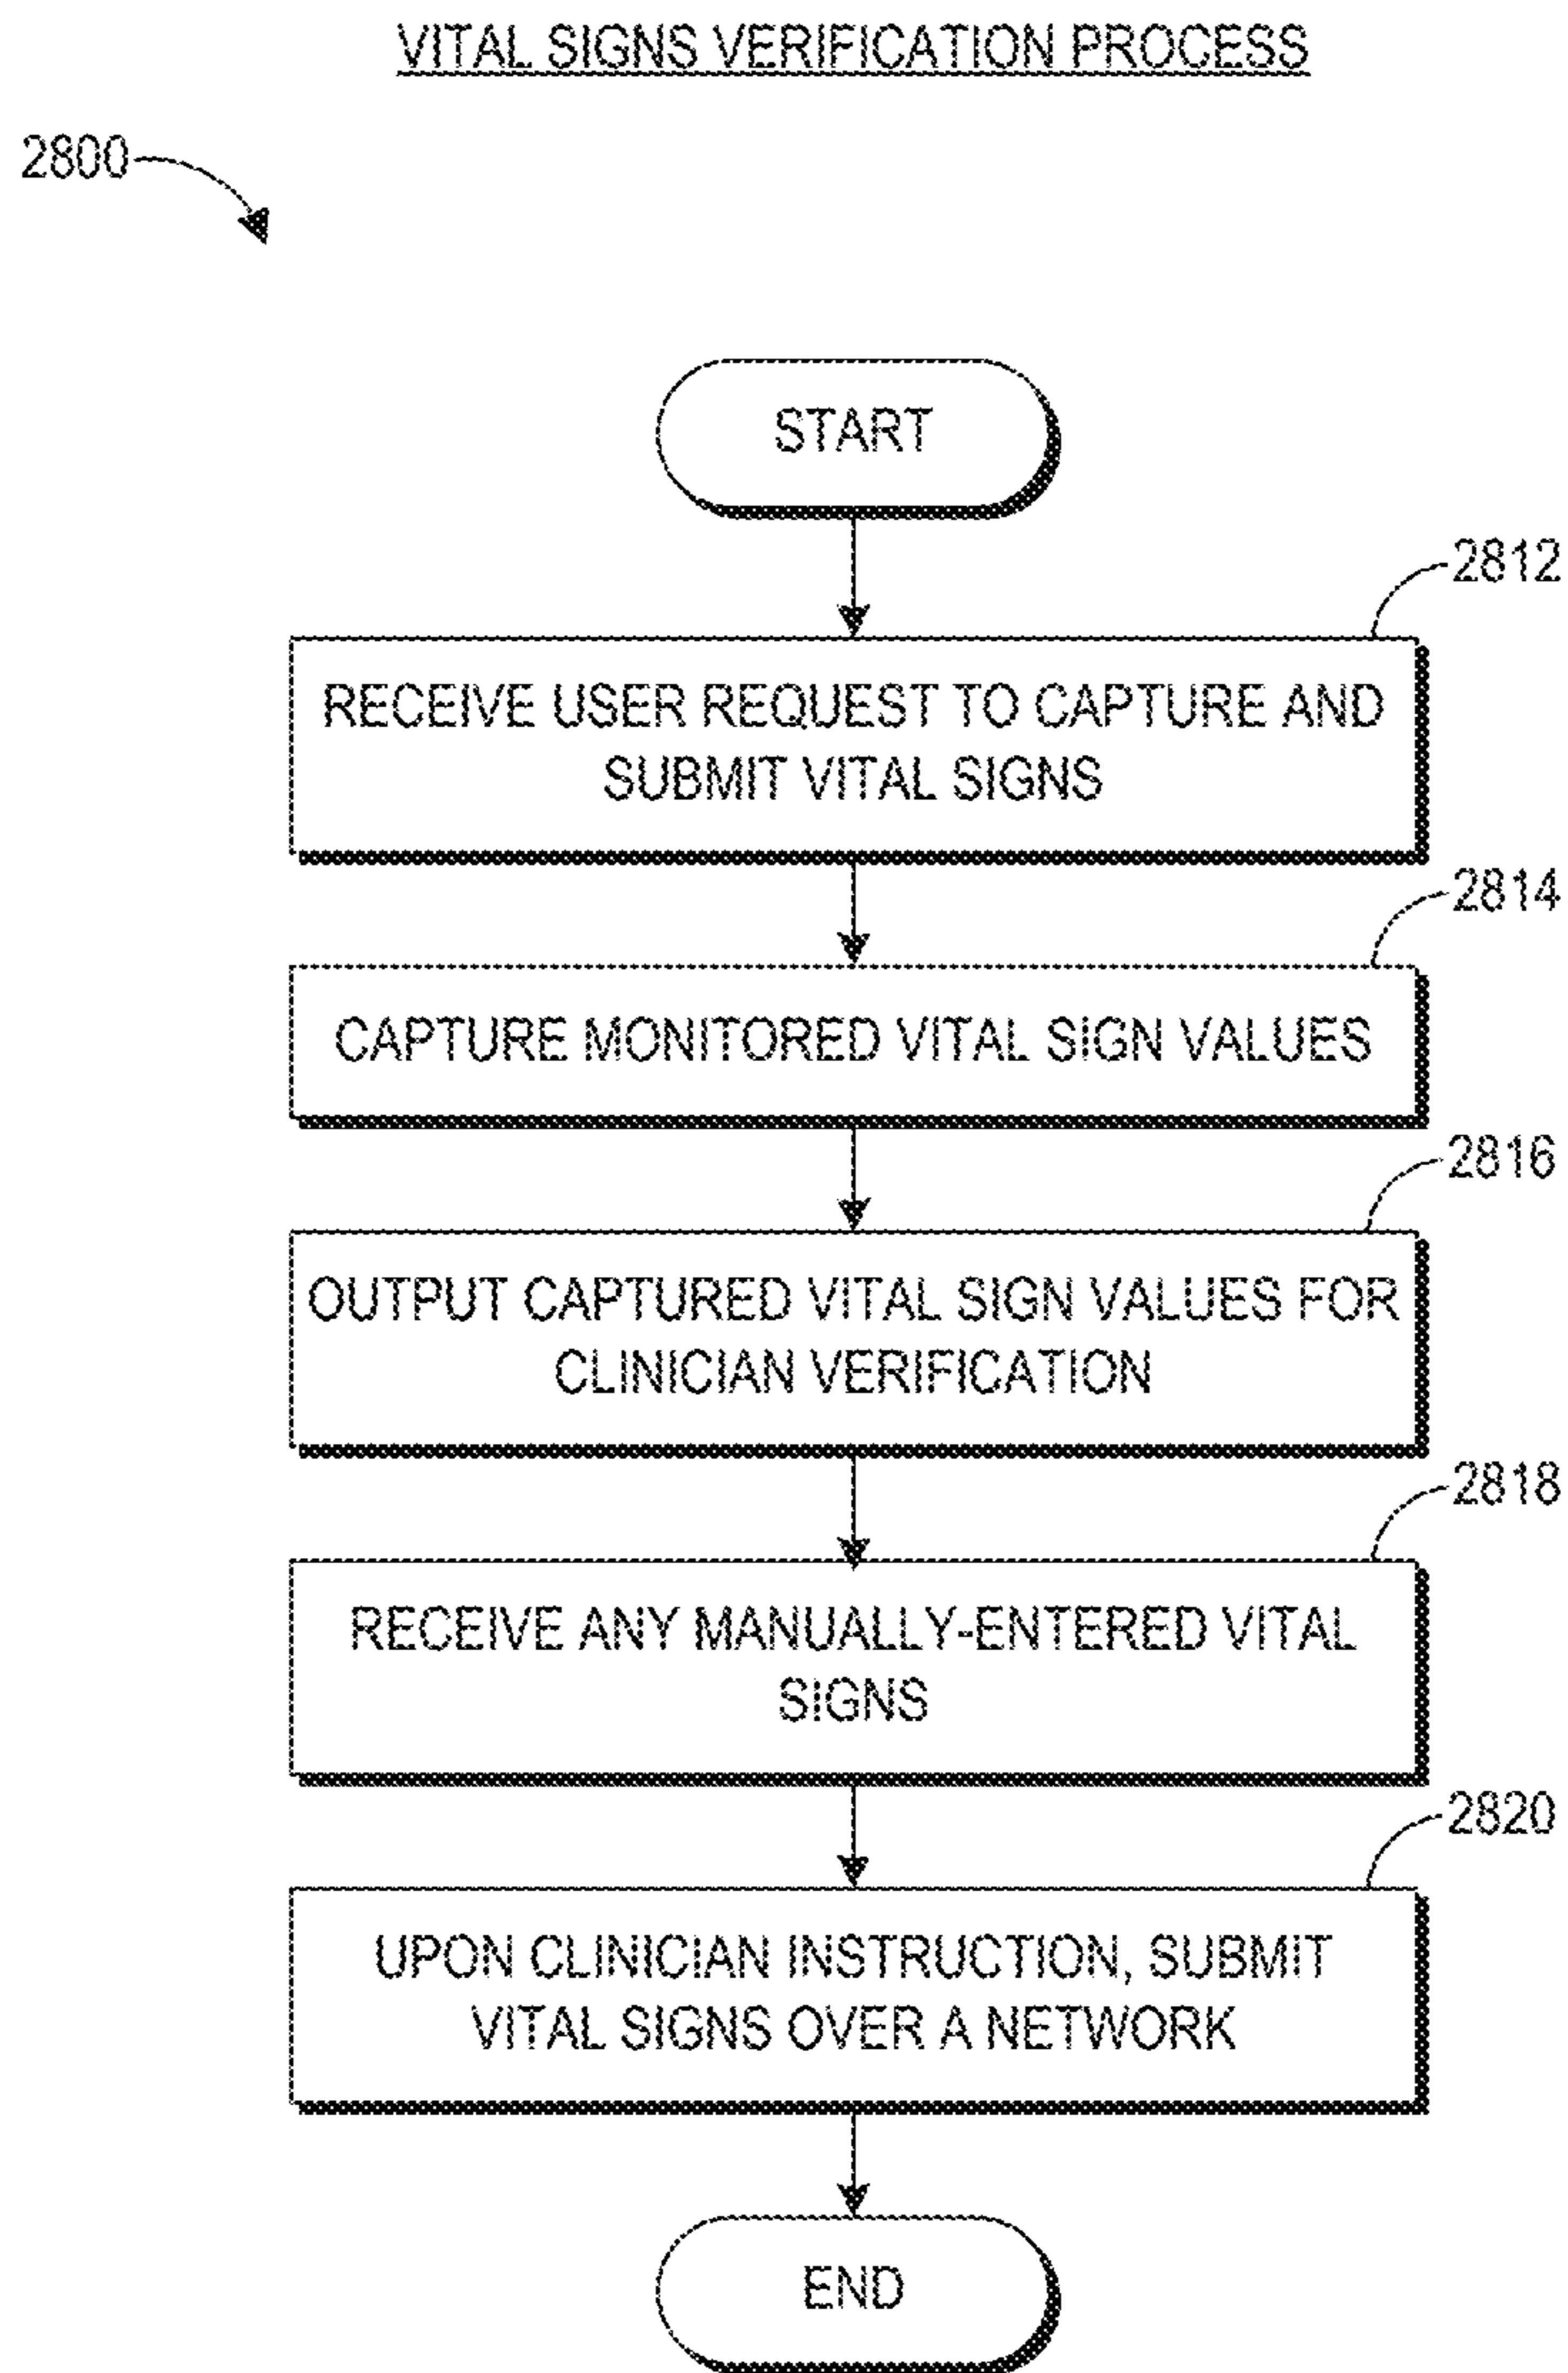 VITAL SIGNS VERIFICATION PROCESS
2800
START
2812
RECEIVE USER REQUEST TO CAPTURE AND
SUBMIT VITAL SIGNS
2814
CAPTURE MONITORED VITAL SIGN VALUES
2816
OUTPUT CAPTURED VITAL SIGN VALUES FOR
CLINICIAN VERIFICATION
2818
RECEIVE ANY MANUALLY-ENTERED VITAL
SIGNS
2820
UPON CLINICIAN INSTRUCTION, SUBMIT
VITAL SIGNS OVER A NETWORK
END